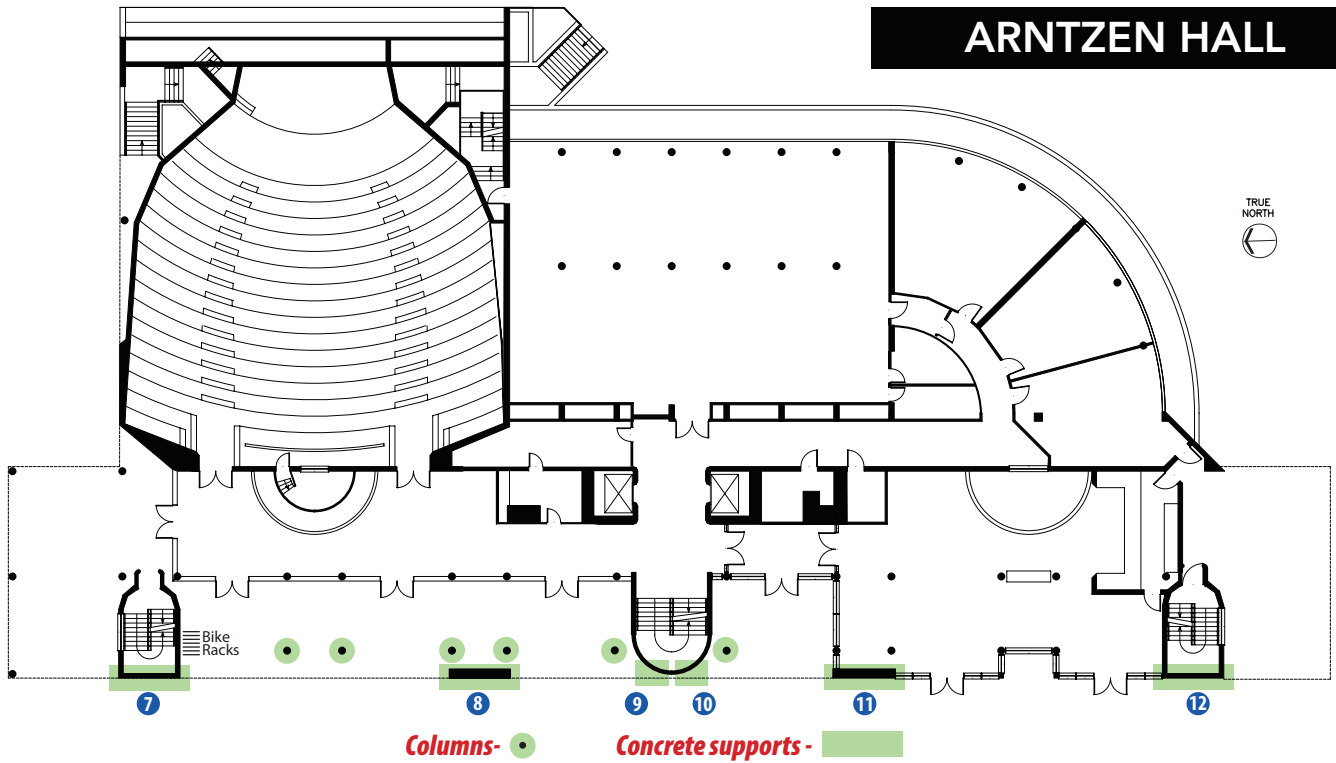 ARNTZEN HALL
TRUE
NORTH
Bike
Racks
7
8
9
10
11
12
Columns-
Concrete supports -